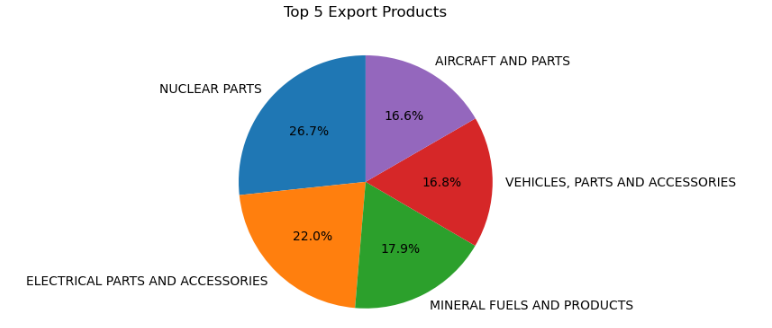 Top 5 Export Products
AIRCRAFT AND PARTS
NUCLEAR PARTS
16.6%
26.7%
16.8%
VEHICLES, PARTS AND ACCESSORIES
22.0%
17.9%
ELECTRICAL PARTS AND ACCESSORIES
MINERAL FUELS AND PRODUCTS